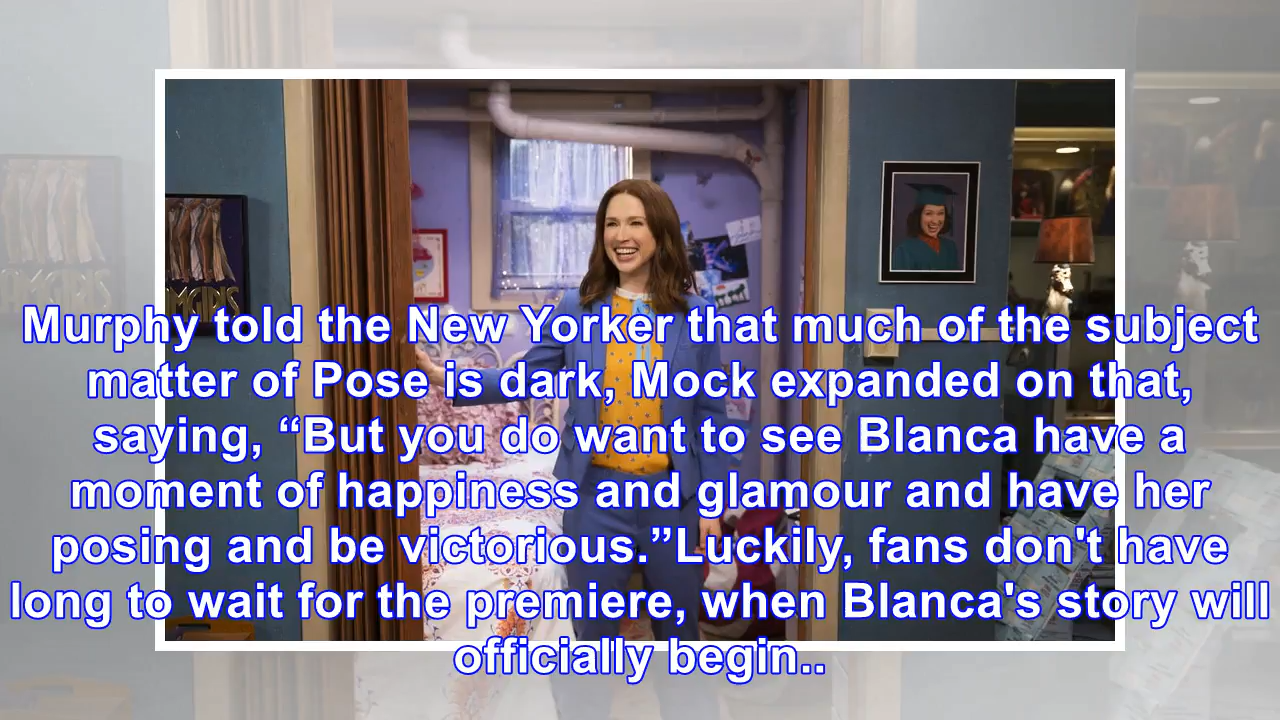 Murphy told the New Yorker that much of the subject
matter of Pose is dark, Mock expanded on that,
saying, “But you do want to see Blanca have a
moment of happiness and glamour and have her
posing and be victorious.”Luckily, fans don't have
long to wait for the premiere, when Blanca's story will
officially begin..